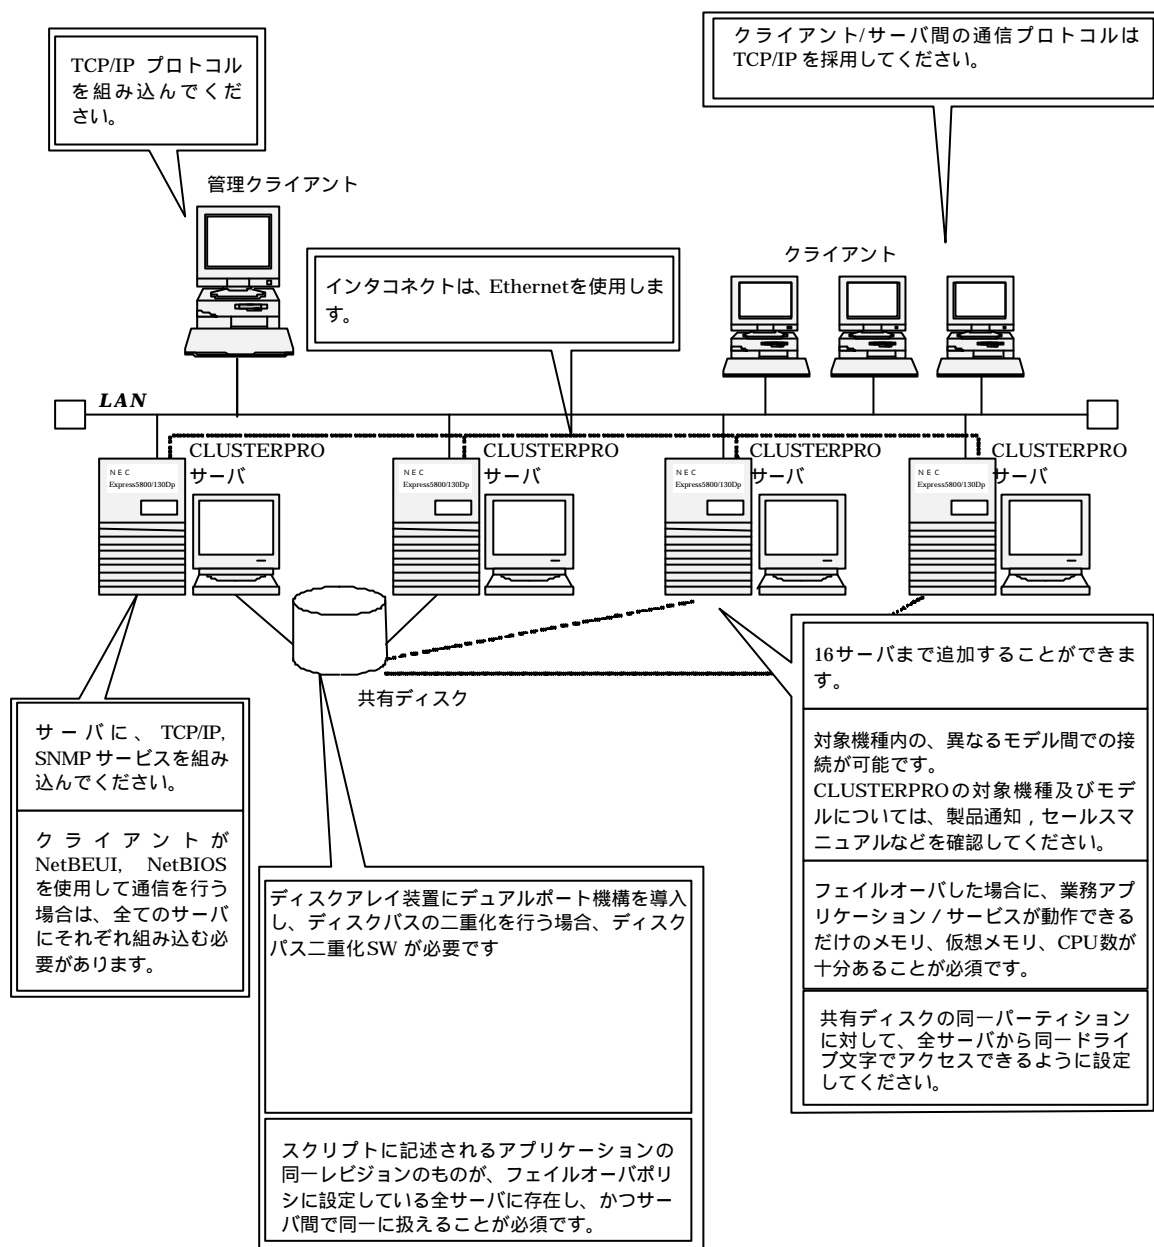 TCP/IP プロトコル
を組み込んでくだ
さい。
クライアント/サーバ間の通信プロトコルは
TCP/IP を採用してください。
管理クライアント
インタコネクトは、Ethernetを使用しま
す。
クライアント
LAN
CLUSTERPRO
サーバ
CLUSTERPRO
サーバ
CLUSTERPRO
サーバ
CLUSTERPRO
サーバ
NEC
Express5800/130Dp
NEC
Express5800/130Dp
NEC
Express5800/130Dp
NEC
Express5800/130Dp
共有ディスク
サーバに、TCP/IP,
SNMP サービスを組み
込んでください。
クライアントが
NetBEUI, NetBIOS
を使用して通信を行う
場合は、全てのサーバ
にそれぞれ組み込む必
要があります。
ディスクアレイ装置にデュアルポート機構を導入
し、ディスクバスの二重化を行う場合、ディスク
パス二重化SW が必要です
スクリプトに記述されるアプリケーションの
同一レビジョンのものが、フェイルオーバポリ
シに設定している全サーバに存在し、かつサー
バ間で同一に扱えることが必須です。
16サーバまで追加することができま
す。
対象機種内の、異なるモデル間での接
続が可能です。
CLUSTERPROの対象機種及びモデ
ルについては、製品通知，セールスマ
ニュアルなどを確認してください。
フェイルオーバした場合に、業務アプ
リケーション / サービスが動作できる
だけのメモリ、仮想メモリ、CPU数が
十分あることが必須です。
共有ディスクの同一パーティション
に対して、全サーバから同一ドライ
ブ文字でアクセスできるように設定
してください。